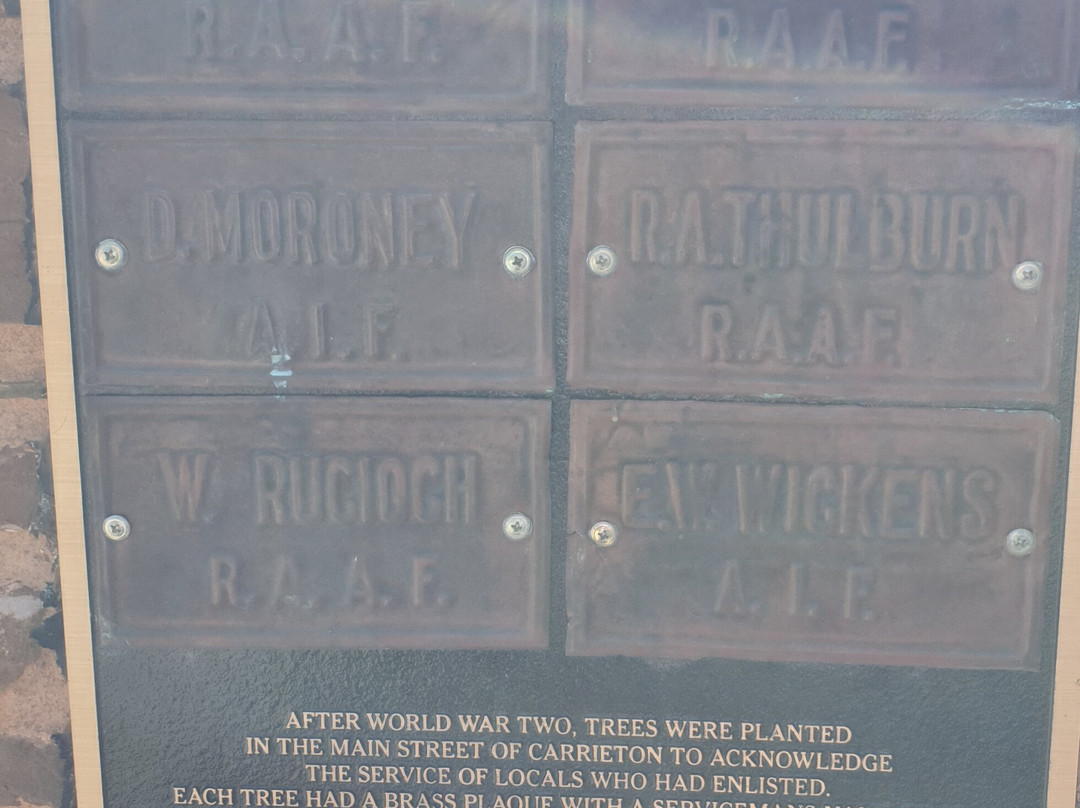 R.A.A.F.
R.A.A.F.
D. MORONEY
A.I.F.
R.A. THULBURN
R.A.A.F.
W. RUCIOCH
R.A.A.F.
E.W. WICKENS
A.I.F.
AFTER WORLD WAR TWO, TREES WERE PLANTED
IN THE MAIN STREET OF CARRIETON TO ACKNOWLEDGE
THE SERVICE OF LOCALS WHO HAD ENLISTED.
EACH TREE HAD A BRASS PLAQUE WITH A SERVICEMANS